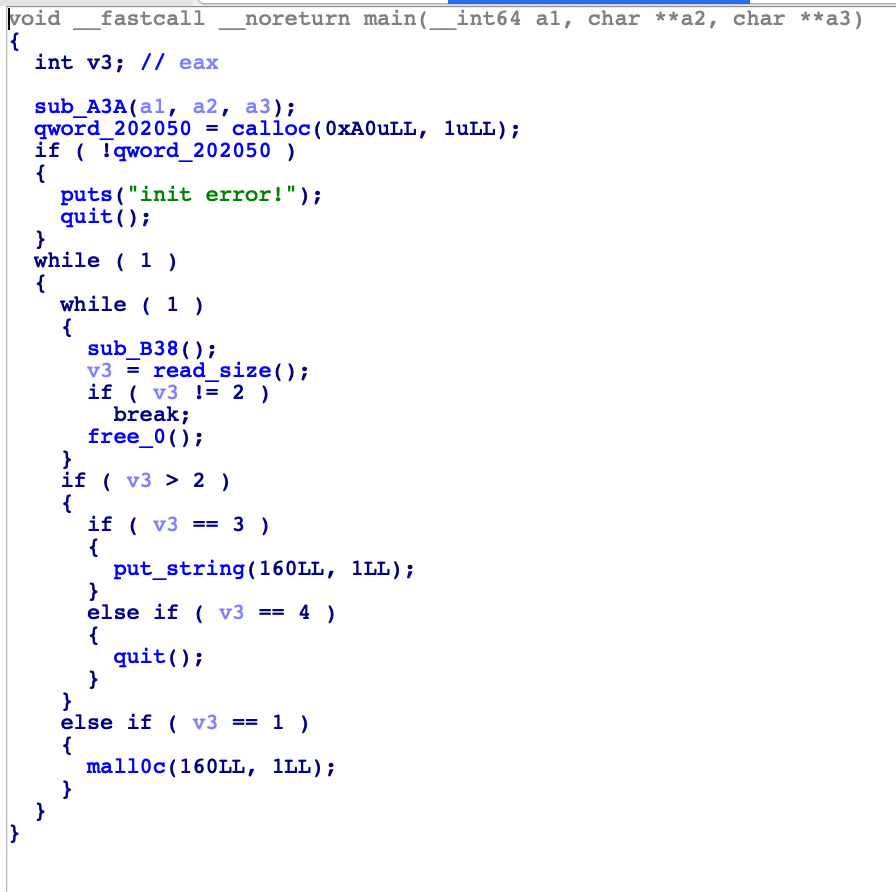 void __fastcall __noreturn main(__int64 a1, char **a2, char **a3)
{
  int v3; // eax

  sub_A3A(a1, a2, a3);
  qword_202050 = calloc(0xA0uLL, 1uLL);
  if ( !qword_202050 )
  {
    puts("init error!");
    quit();
  }
  while ( 1 )
  {
    while ( 1 )
    {
      sub_B38();
      v3 = read_size();
      if ( v3 != 2 )
        break;
      free_0();
    }
    if ( v3 > 2 )
    {
      if ( v3 == 3 )
      {
        put_string(160LL, 1LL);
      }
      else if ( v3 == 4 )
      {
        quit();
      }
    }
    else if ( v3 == 1 )
    {
      mall0c(160LL, 1LL);
    }
  }
}